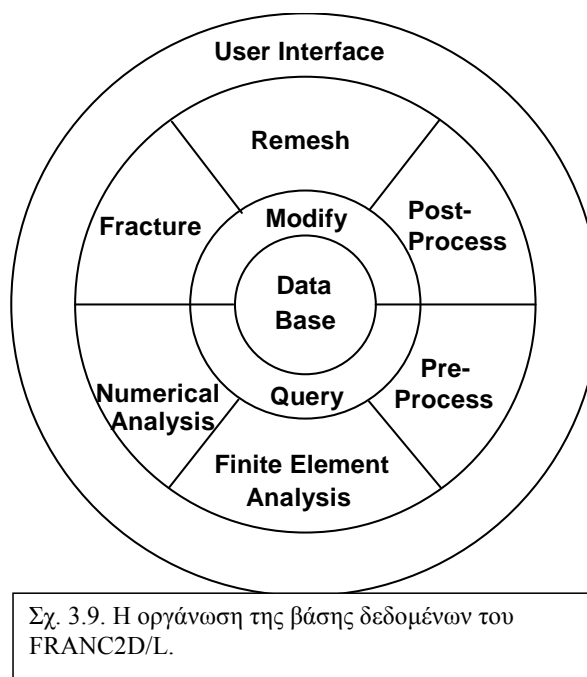 User Interface
Remesh
Fracture
Modify
Post-
Process
Data
Base
Numerical
Analysis
Query
Pre-
Process
Finite Element
Analysis
Σχ. 3.9. Η οργάνωση της βάσης δεδομένων του
FRANC2D/L.